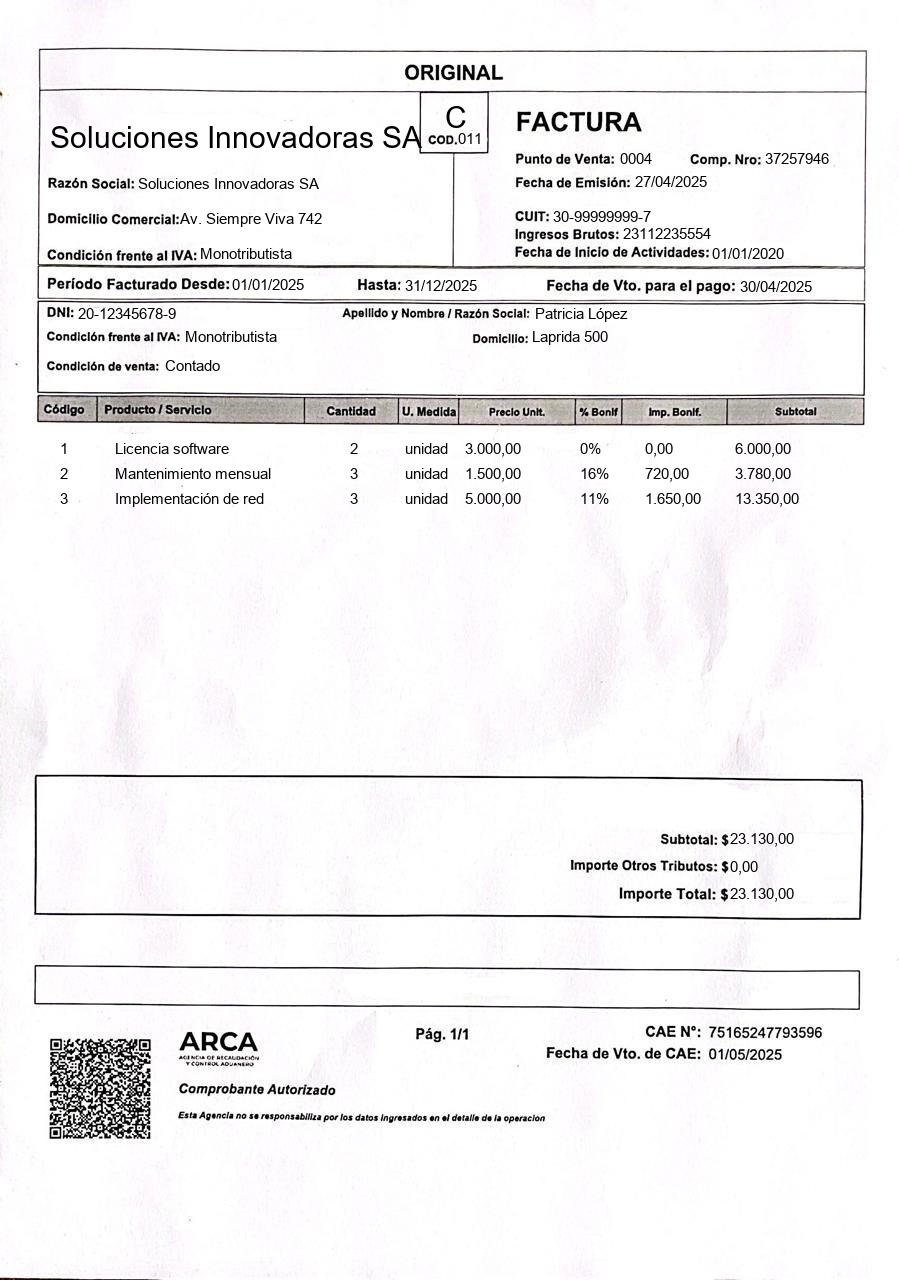 ORIGINAL
Soluciones Innovadoras SA
C
COD.011
FACTURA
Punto de Venta: 0004 Comp. Nro: 37257946
Razón Social: Soluciones Innovadoras SA
Fecha de Emisión: 27/04/2025
Domicilio Comercial:Av. Siempre Viva 742
CUIT: 30-99999999-7
Ingresos Brutos: 23112235554
Condición frente al IVA: Monotributista
Fecha de Inicio de Actividades: 01/01/2020
Período Facturado Desde: 01/01/2025 Hasta: 31/12/2025 Fecha de Vto. para el pago: 30/04/2025
DNI: 20-12345678-9 Apellido y Nombre / Razón Social: Patricia López
Condición frente al IVA: Monotributista Domicilio: Laprida 500
Condición de venta: Contado
Código Producto / Servicio Cantidad U. Medida Precio Unit. % Bonif Imp. Bonif. Subtotal
1 Licencia software 2 unidad 3.000,00 0% 0,00 6.000,00
2 Mantenimiento mensual 3 unidad 1.500,00 16% 720,00 3.780,00
3 Implementación de red 3 unidad 5.000,00 11% 1.650,00 13.350,00
Subtotal: $23.130,00
Importe Otros Tributos: $0,00
Importe Total: $23.130,00
ARCA
AGENCIA DE RECAUDACIÓN
Y CONTROL ADUANERO
Pág. 1/1
CAE N°: 75165247793596
Fecha de Vto. de CAE: 01/05/2025
Comprobante Autorizado
Esta Agencia no se responsabiliza por los datos ingresados en el detalle de la operacion